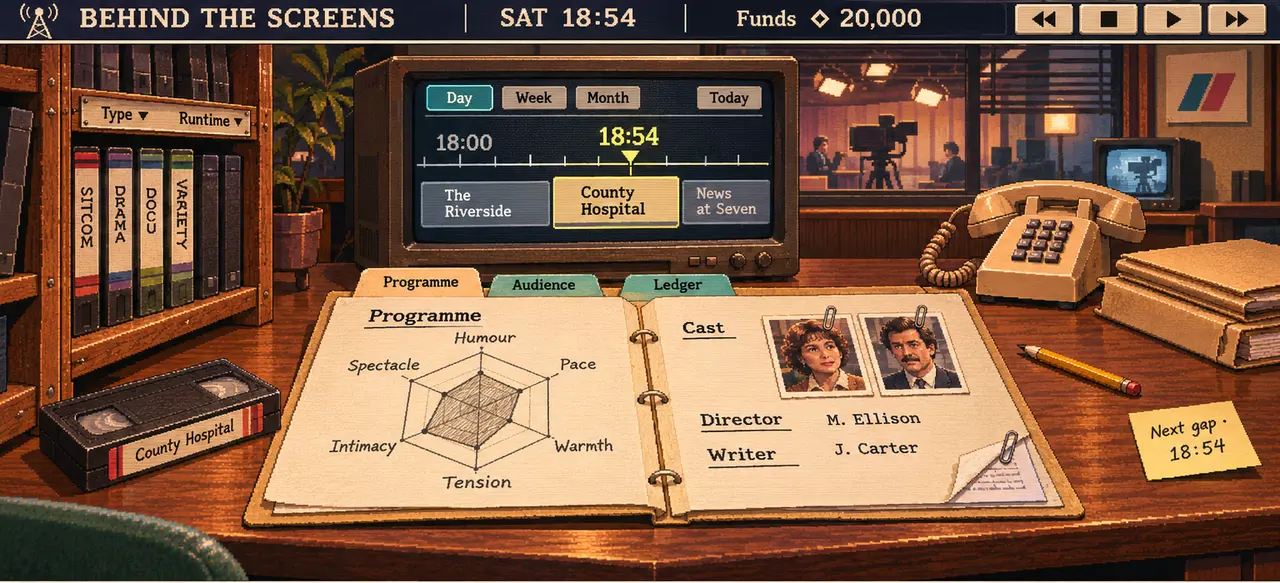 BEHIND THE SCREENS
SAT 18:54
Funds ◇ 20,000
Type ▼ Runtime ▼
SITCOM
DRAMA
DOCU
VARIETY
Day Week Month Today
18:00 18:54
The
Riverside
County
Hospital
News
at Seven
Programme Audience Ledger
Programme
Humour
Spectacle
Pace
Intimacy
Warmth
Tension
Cast
Director M. Ellison
Writer J. Carter
County Hospital
Next gap ·
18:54